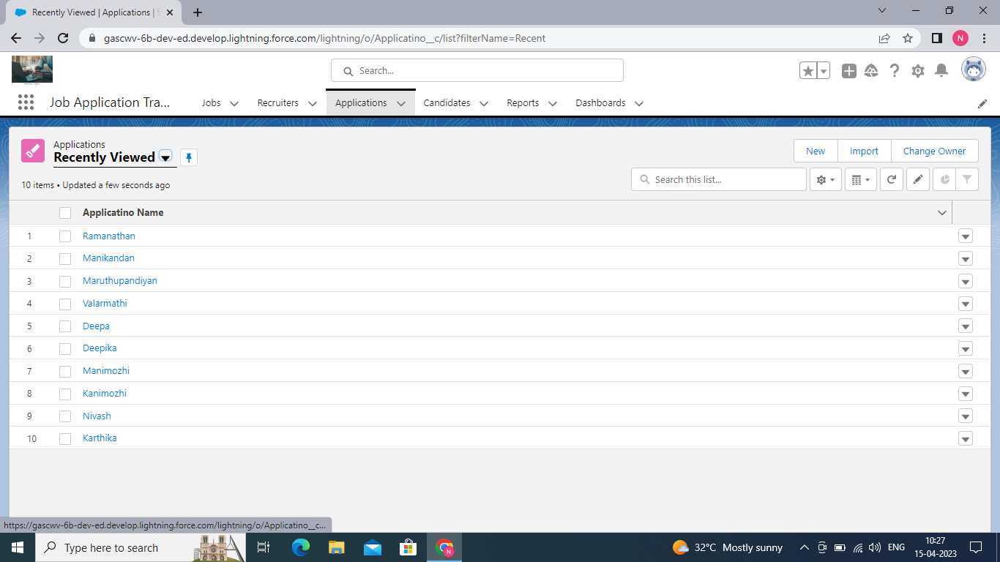 Recently Viewed | Applications | S
gascwv-6b-dev-ed.develop.lightning.force.com/lightning/o/Applicatino__c/list?filterName=Recent
N
Search...
Job Application Tra...
Jobs
Recruiters
Applications
Candidates
Reports
Dashboards
Applications
Recently Viewed
New
Import
Change Owner
10 items • Updated a few seconds ago
Search this list...
Applicatino Name
1 Ramanathan
2 Manikandan
3 Maruthupandiyan
4 Valarmathi
5 Deepa
6 Deepika
7 Manimozhi
8 Kanimozhi
9 Nivash
10 Karthika
https://gascwv-6b-dev-ed.develop.lightning.force.com/lightning/o/Applicatino__c...
Type here to search
N
32°C Mostly sunny
ENG
10:27
15-04-2023